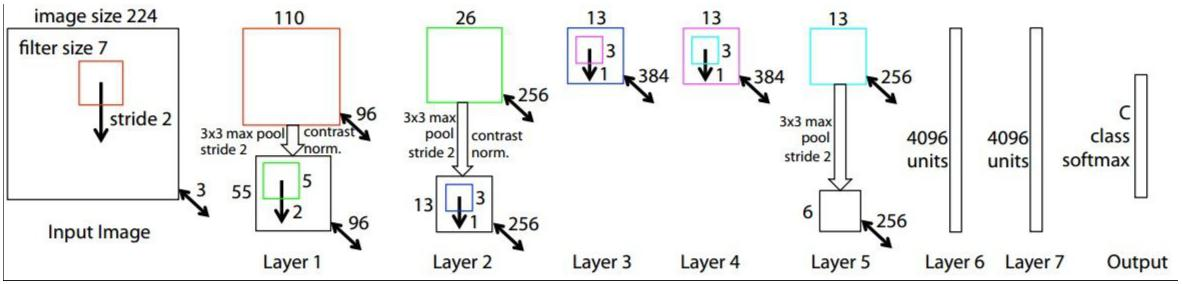 image size 224
filter size 7
stride 2
3
Input Image
110
96
3x3 max pool
stride 2
contrast
norm.
55
5
2
96
Layer 1
26
256
3x3 max
pool
stride 2
contrast
norm.
13
3
1
256
Layer 2
13
3
1
384
Layer 3
13
3
1
384
Layer 4
13
256
3x3 max
pool
stride 2
6
256
Layer 5
4096
units
Layer 6
4096
units
Layer 7
C
class
softmax
Output